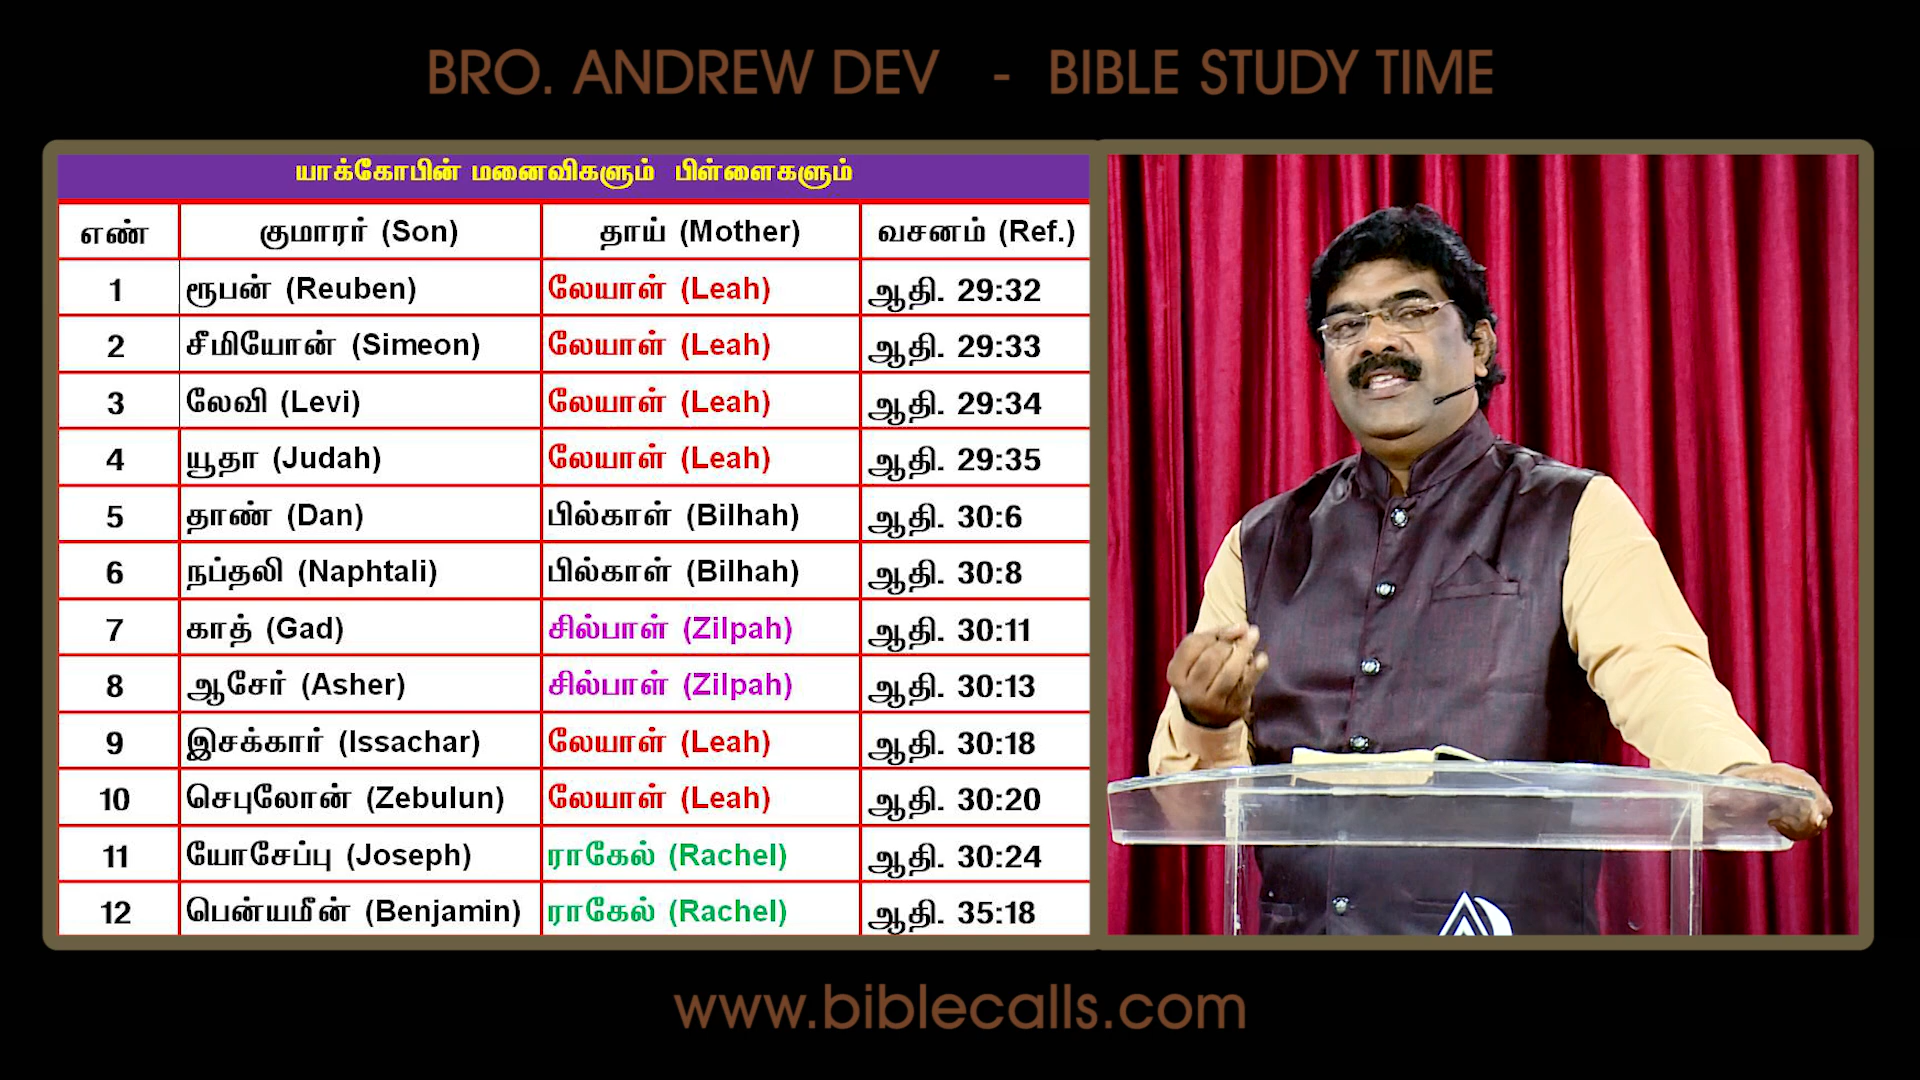 BRO. ANDREW DEV - BIBLE STUDY TIME
யாக்கோபின் மனைவிகளும் பிள்ளைகளும்
எண் குமாரர் (Son) தாய் (Mother) வசனம் (Ref.)
1 ரூபன் (Reuben) லேயாள் (Leah) ஆதி. 29:32
2 சீமியோன் (Simeon) லேயாள் (Leah) ஆதி. 29:33
3 லேவி (Levi) லேயாள் (Leah) ஆதி. 29:34
4 யூதா (Judah) லேயாள் (Leah) ஆதி. 29:35
5 தாண் (Dan) பில்காள் (Bilhah) ஆதி. 30:6
6 நப்தலி (Naphtali) பில்காள் (Bilhah) ஆதி. 30:8
7 காத் (Gad) சில்பாள் (Zilpah) ஆதி. 30:11
8 ஆசேர் (Asher) சில்பாள் (Zilpah) ஆதி. 30:13
9 இசக்கார் (Issachar) லேயாள் (Leah) ஆதி. 30:18
10 செபுலோன் (Zebulun) லேயாள் (Leah) ஆதி. 30:20
11 யோசேப்பு (Joseph) ராகேல் (Rachel) ஆதி. 30:24
12 பென்யமீன் (Benjamin) ராகேல் (Rachel) ஆதி. 35:18
www.biblecalls.com